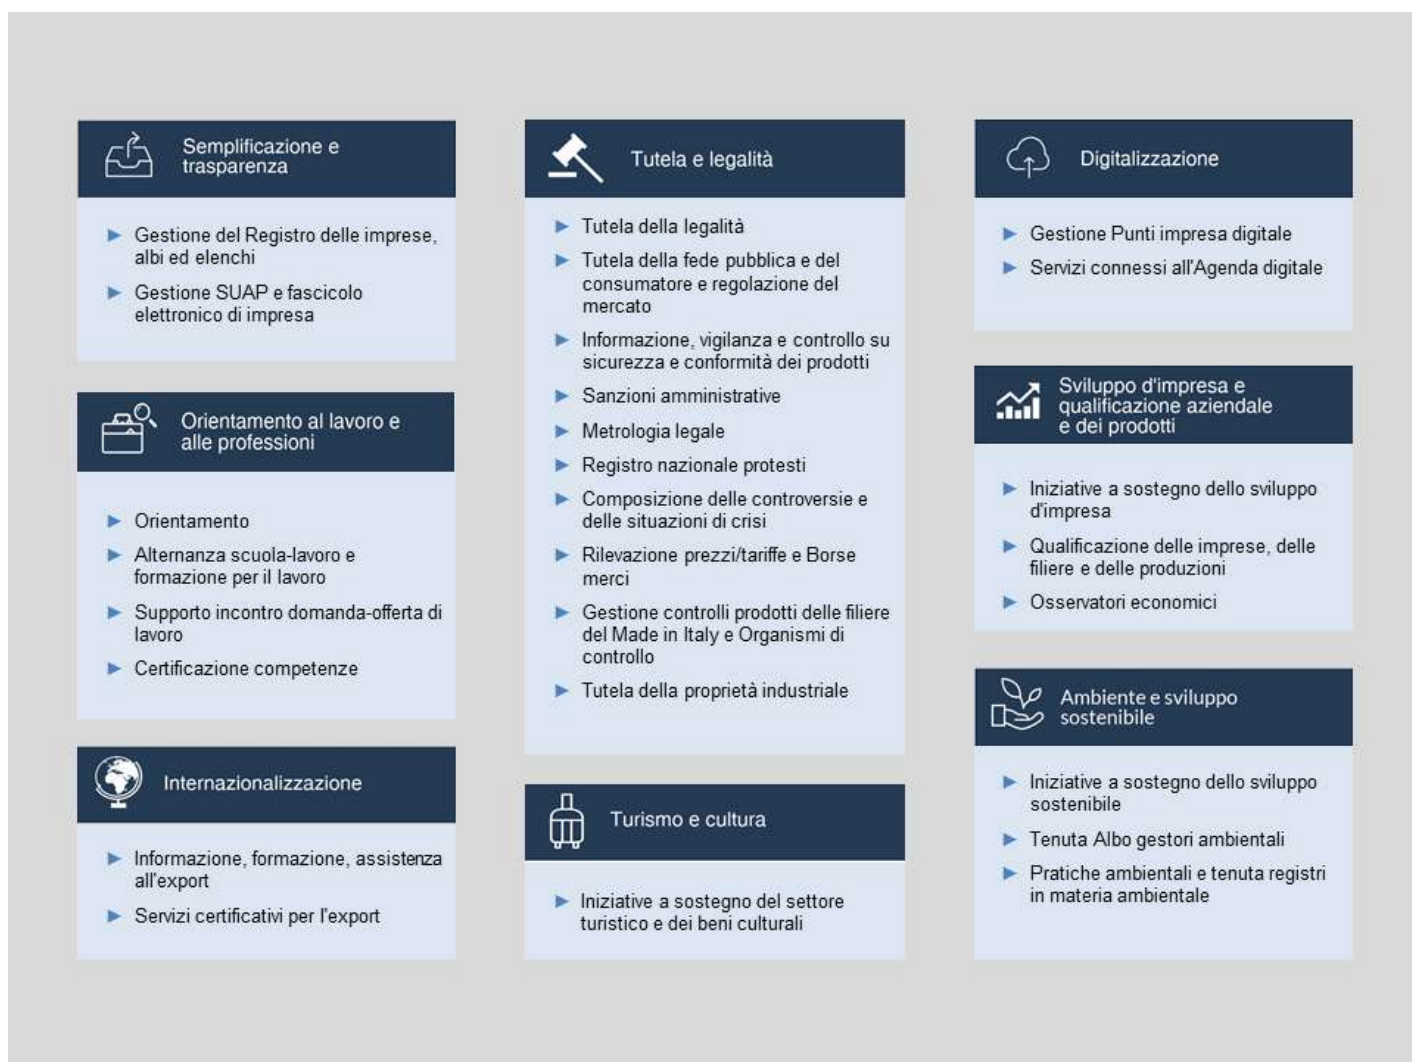 Semplificazione e
trasparenza
► Gestione del Registro delle imprese,
albi ed elenchi
► Gestione SUAP e fascicolo
elettronico di impresa
Orientamento al lavoro e
alle professioni
► Orientamento
► Alternanza scuola-lavoro e
formazione per il lavoro
► Supporto incontro domanda-offerta di
lavoro
► Certificazione competenze
Internazionalizzazione
► Informazione, formazione, assistenza
all'export
► Servizi certificativi per l'export
Tutela e legalità
► Tutela della legalità
► Tutela della fede pubblica e del
consumatore e regolazione del
mercato
► Informazione, vigilanza e controllo su
sicurezza e conformità dei prodotti
► Sanzioni amministrative
► Metrologia legale
► Registro nazionale protesti
► Composizione delle controversie e
delle situazioni di crisi
► Rilevazione prezzi/tariffe e Borse
merci
► Gestione controlli prodotti delle filiere
del Made in Italy e Organismi di
controllo
► Tutela della proprietà industriale
Turismo e cultura
► Iniziative a sostegno del settore
turistico e dei beni culturali
Digitalizzazione
► Gestione Punti impresa digitale
► Servizi connessi all'Agenda digitale
Sviluppo d'impresa e
qualificazione aziendale
e dei prodotti
► Iniziative a sostegno dello sviluppo
d'impresa
► Qualificazione delle imprese, delle
filiere e delle produzioni
► Osservatori economici
Ambiente e sviluppo
sostenibile
► Iniziative a sostegno dello sviluppo
sostenibile
► Tenuta Albo gestori ambientali
► Pratiche ambientali e tenuta registri
in materia ambientale